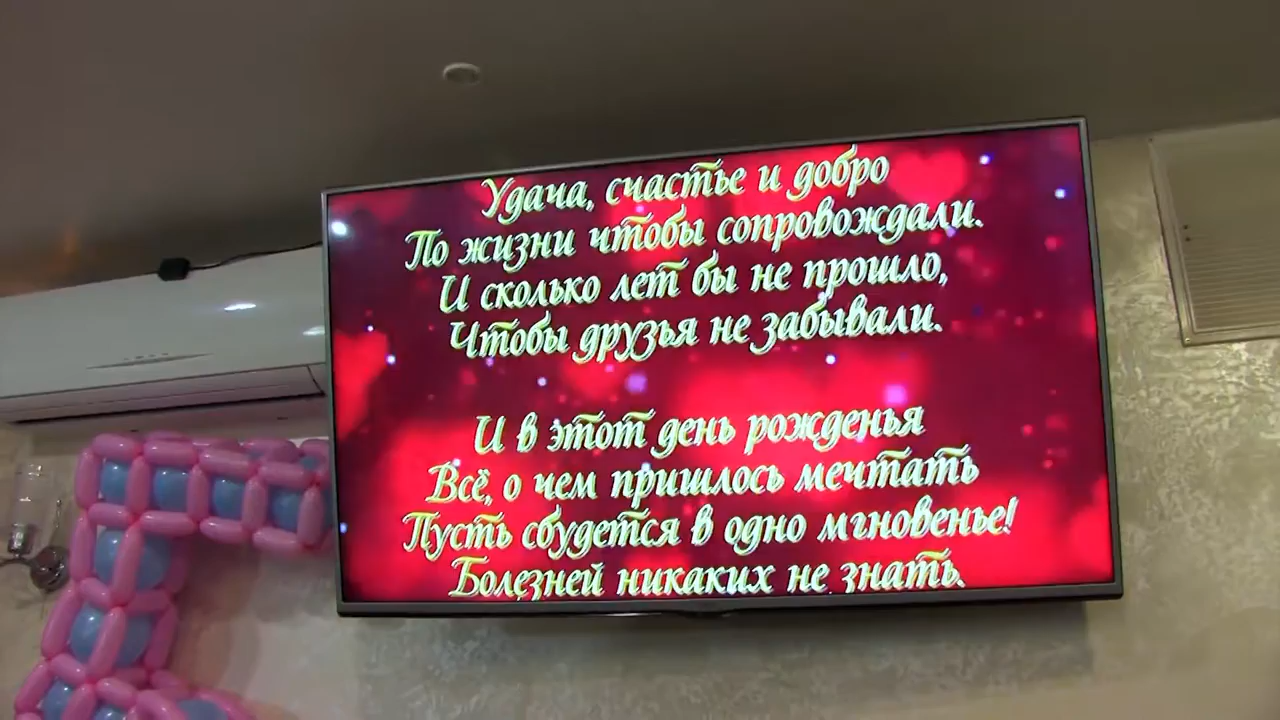 Удача, счастье и добро
По жизни чтобы сопровождали.
И сколько лет бы не прошло,
Чтобы друзья не забывали.
И в этот день рожденья
Всё, о чем пришлось мечтать
Пусть сбудется в одно мгновенье!
Болезней никаких не знать.